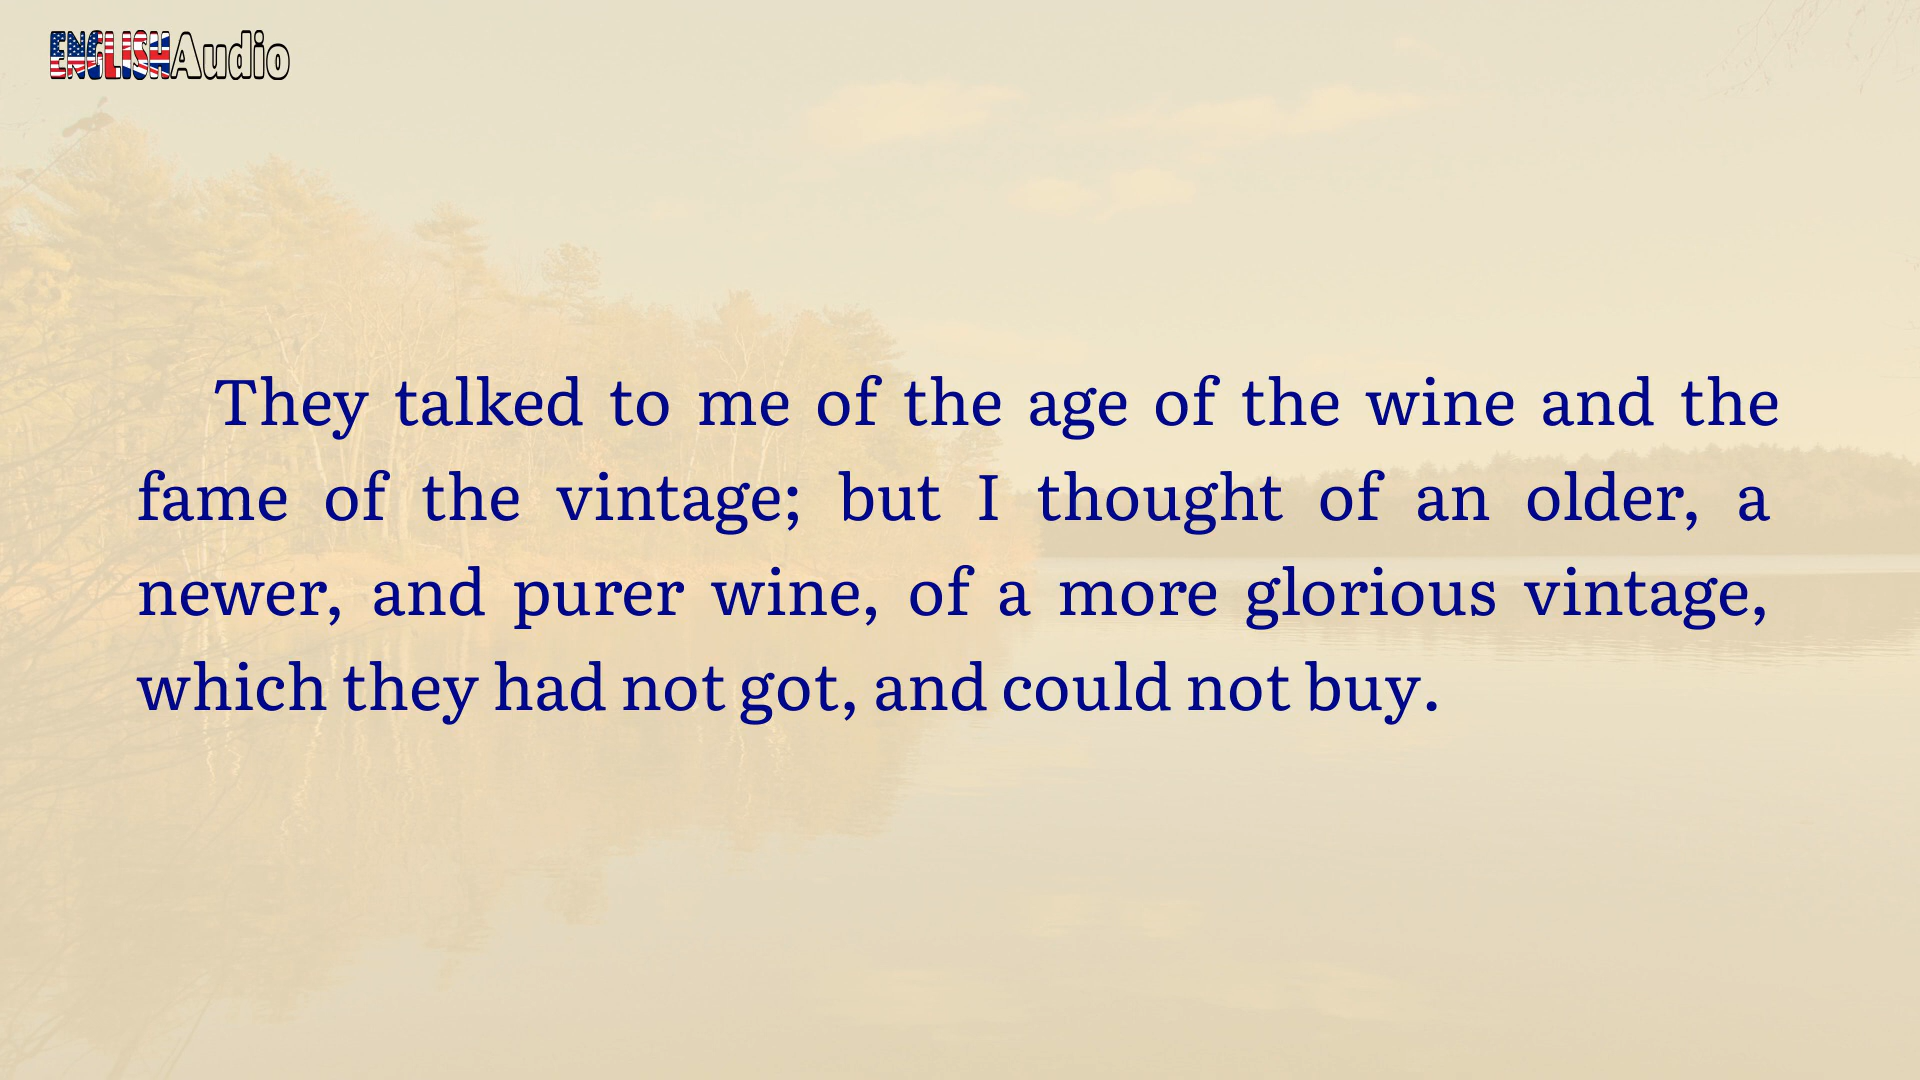 ENGLISHAudio
They talked to me of the age of the wine and the
fame of the vintage; but I thought of an older, a
newer, and purer wine, of a more glorious vintage,
which they had not got, and could not buy.